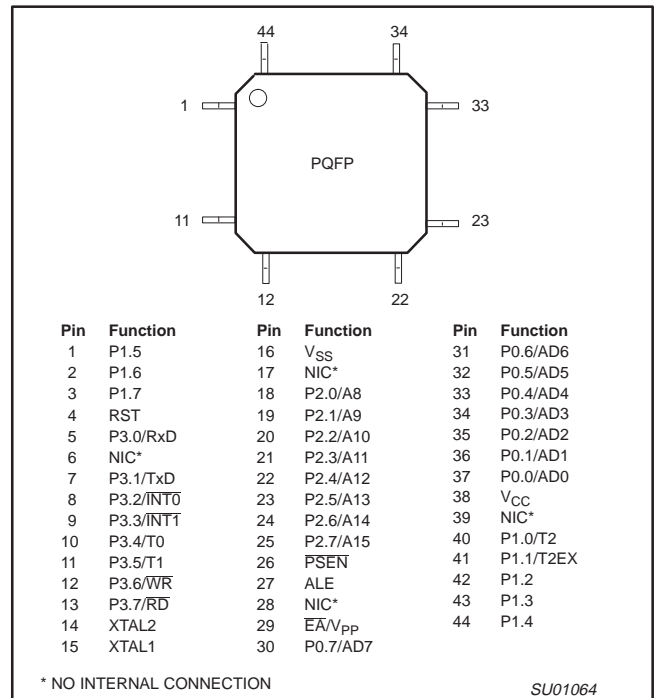 44 34
1 33
PQFP
11 23
12 22
Pin Function Pin Function Pin Function
1 P1.5 16 VSS 31 P0.6/AD6
2 P1.6 17 NIC* 32 P0.5/AD5
3 P1.7 18 P2.0/A8 33 P0.4/AD4
4 RST 19 P2.1/A9 34 P0.3/AD3
5 P3.0/RxD 20 P2.2/A10 35 P0.2/AD2
6 NIC* 21 P2.3/A11 36 P0.1/AD1
7 P3.1/TxD 22 P2.4/A12 37 P0.0/AD0
8 P3.2/I̅N̅T̅0̅ 23 P2.5/A13 38 VCC
9 P3.3/I̅N̅T̅1̅ 24 P2.6/A14 39 NIC*
10 P3.4/T0 25 P2.7/A15 40 P1.0/T2
11 P3.5/T1 26 P̅S̅E̅N̅ 41 P1.1/T2EX
12 P3.6/W̅R̅ 27 ALE 42 P1.2
13 P3.7/R̅D̅ 28 NIC* 43 P1.3
14 XTAL2 29 E̅A̅/VPP 44 P1.4
15 XTAL1 30 P0.7/AD7
* NO INTERNAL CONNECTION
SU01064